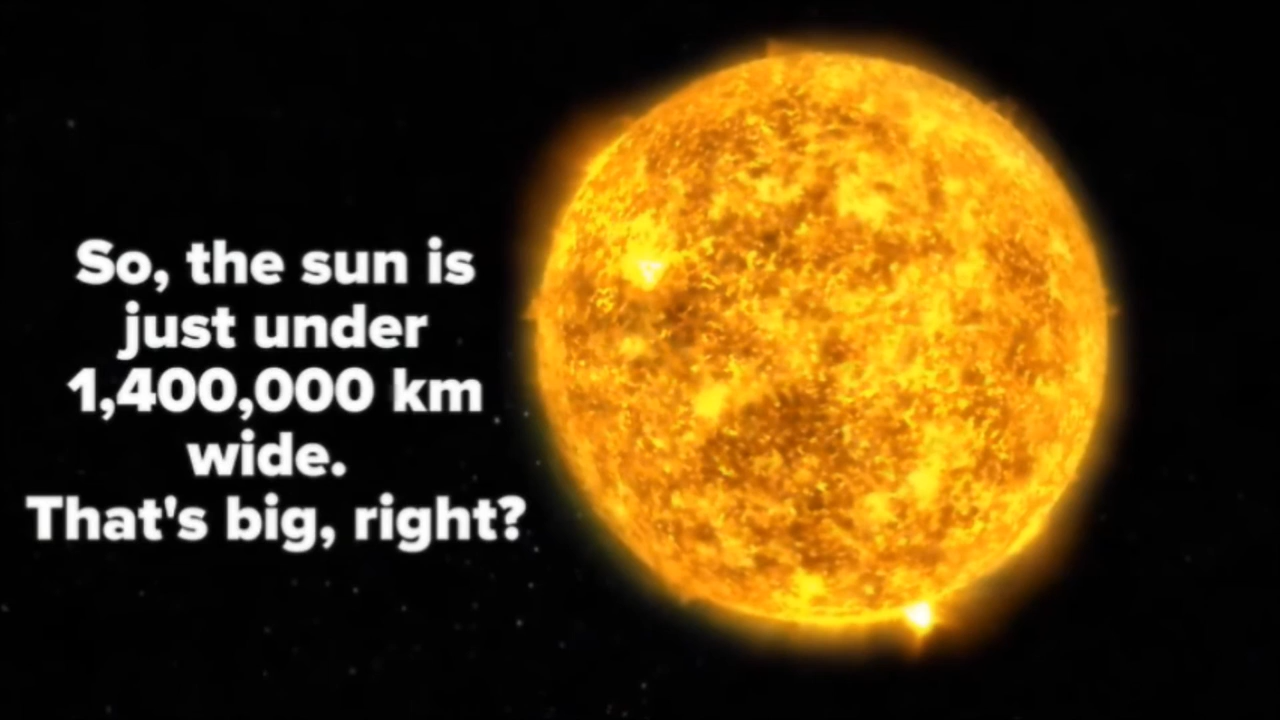 So, the sun is
just under
1,400,000 km
wide.
That's big, right?